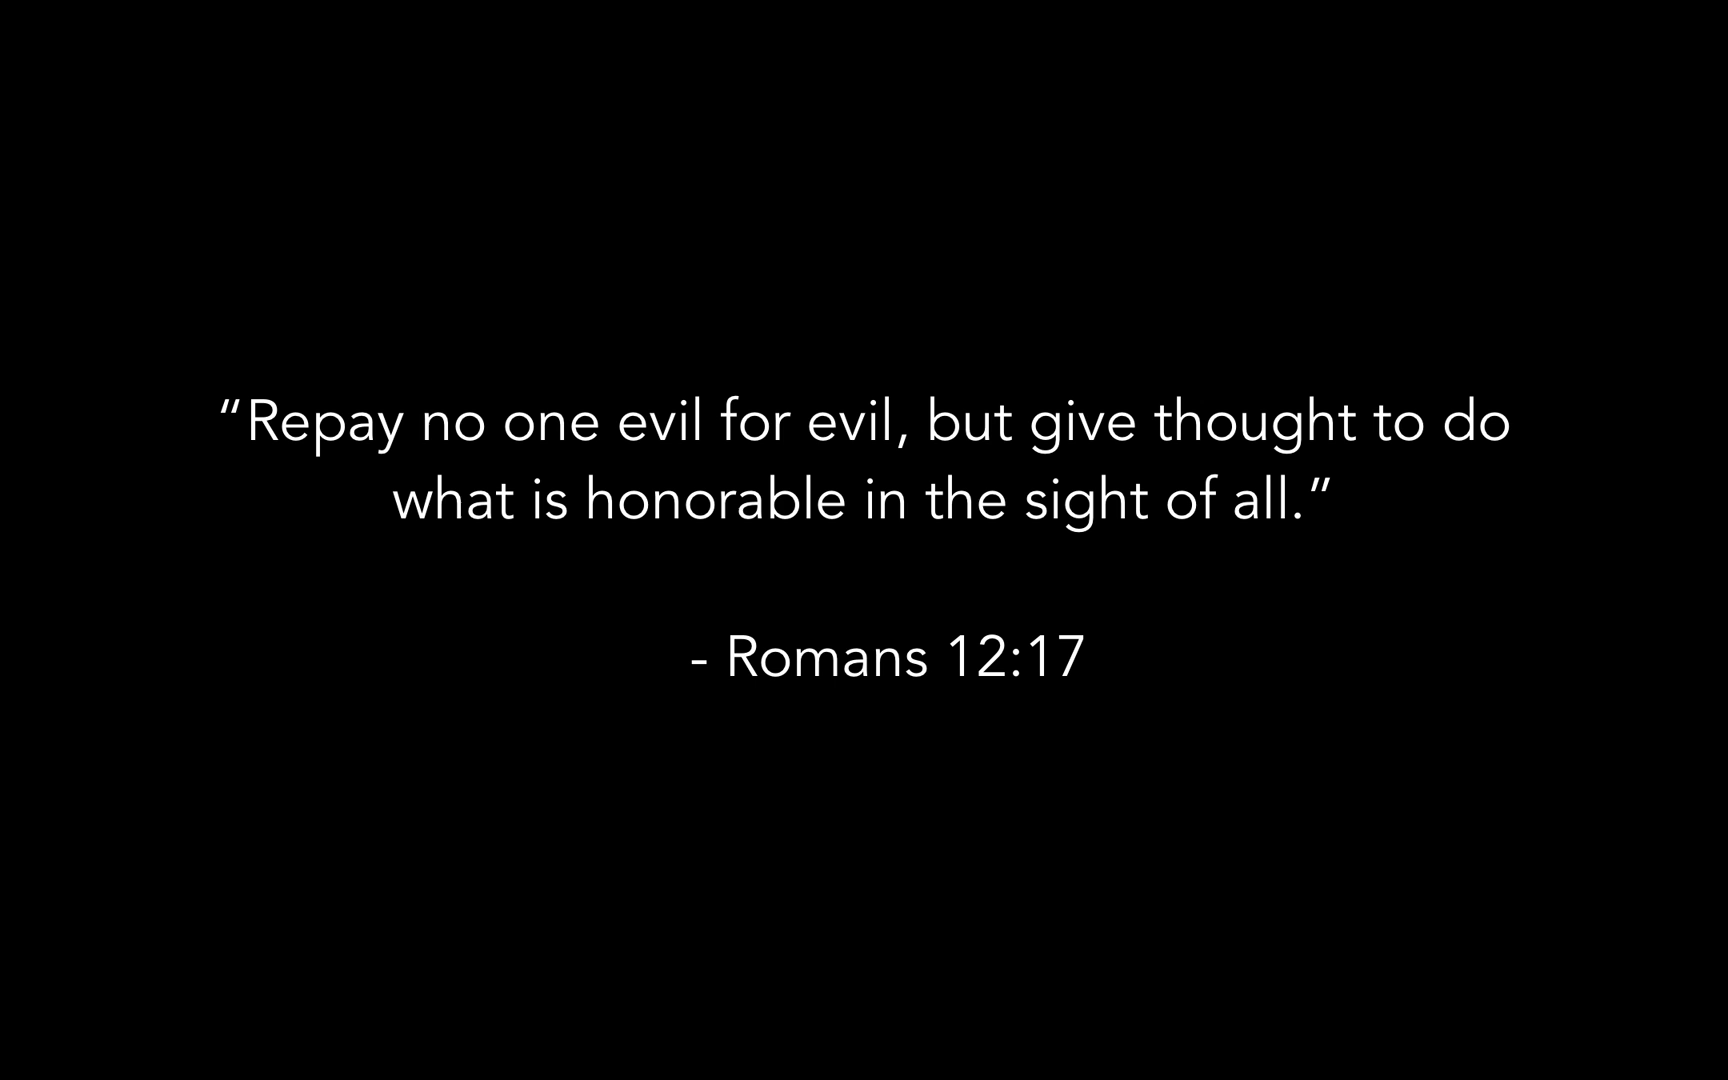 “Repay no one evil for evil, but give thought to do
what is honorable in the sight of all.”
- Romans 12:17